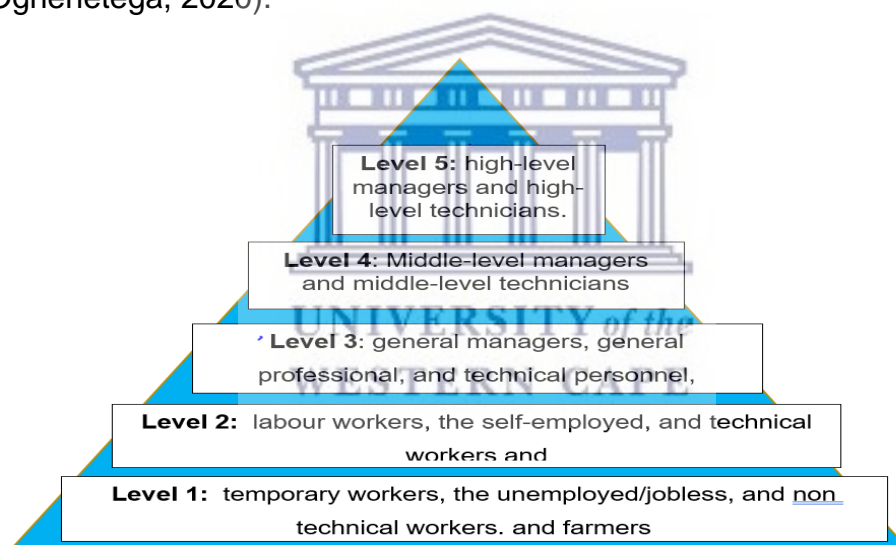 Oghenetega, 2020).
Level 5: high-level
managers and high-
level technicians.
Level 4: Middle-level managers
and middle-level technicians
UNIVERSITY of the
Level 3: general managers, general
professional, and technical personnel,
WESTERN CAPE
Level 2: labour workers, the self-employed, and technical
workers and
Level 1: temporary workers, the unemployed/jobless, and non
technical workers. and farmers